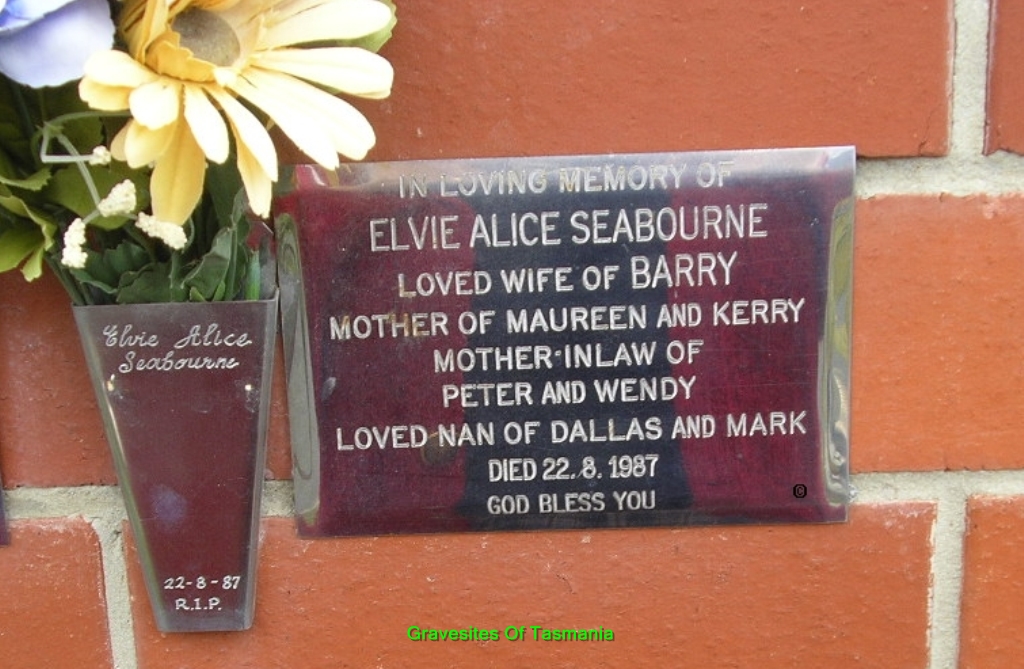 IN LOVING MEMORY OF
ELVIE ALICE SEABOURNE
LOVED WIFE OF BARRY
MOTHER OF MAUREEN AND KERRY
MOTHER-INLAW OF
PETER AND WENDY
LOVED NAN OF DALLAS AND MARK
DIED 22.8.1987
GOD BLESS YOU
©
Elvie Alice
Seabourne
22-8-87
R.I.P.
Gravesites Of Tasmania